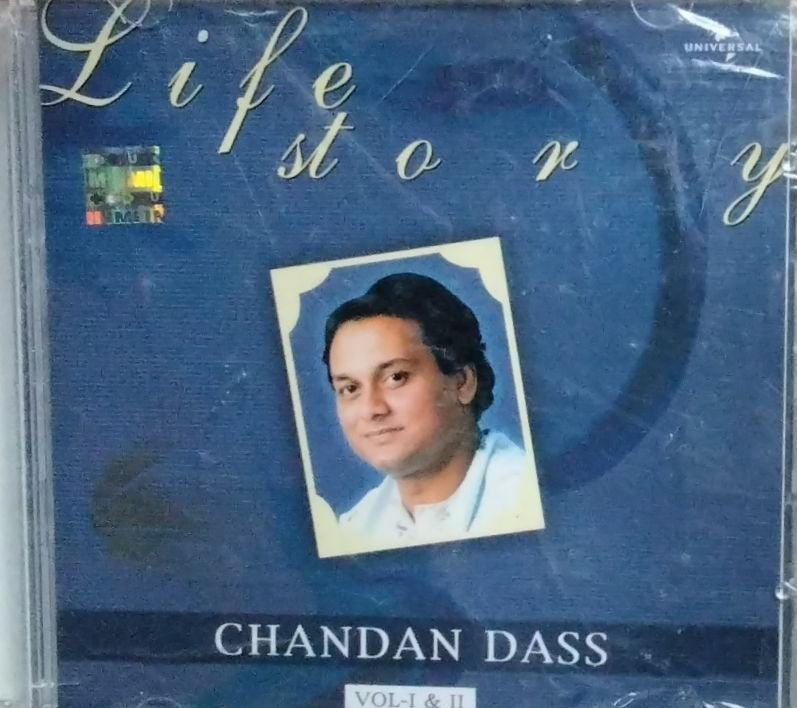 Life
UNIVERSAL
story
CHANDAN DASS
VOL-I & II